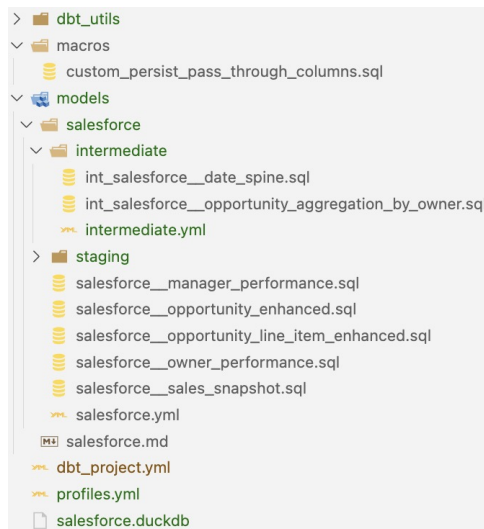 dbt_utils
macros
custom_persist_pass_through_columns.sql
models
salesforce
intermediate
int_salesforce__date_spine.sql
int_salesforce__opportunity_aggregation_by_owner.sq
intermediate.yml
staging
salesforce__manager_performance.sql
salesforce__opportunity_enhanced.sql
salesforce__opportunity_line_item_enhanced.sql
salesforce__owner_performance.sql
salesforce__sales_snapshot.sql
salesforce.yml
salesforce.md
dbt_project.yml
profiles.yml
salesforce.duckdb